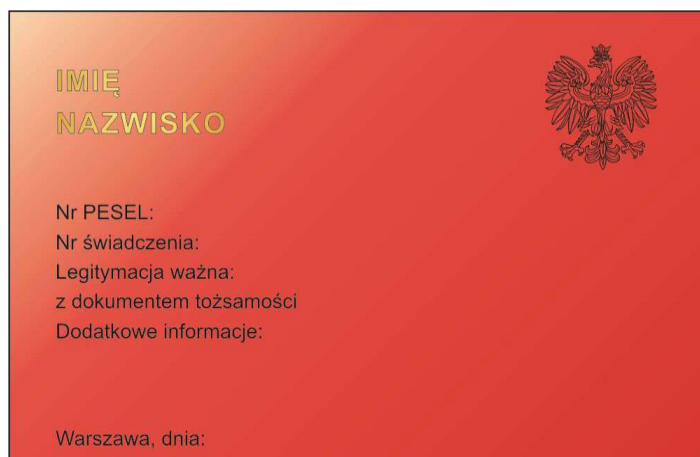 IMIĘ
NAZWISKO
Nr PESEL:
Nr świadczenia:
Legitymacja ważna:
z dokumentem tożsamości
Dodatkowe informacje:
Warszawa, dnia: